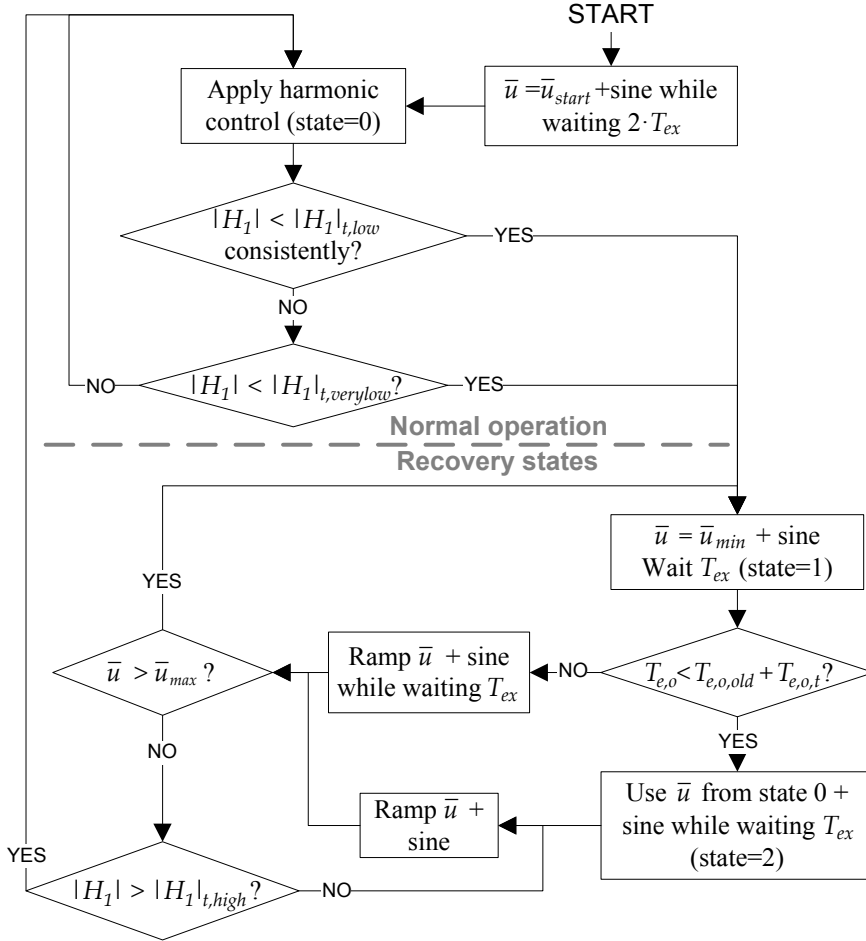 START
u̅ = u̅_start + sine while
waiting 2· T_ex
Apply harmonic
control (state=0)
|H_1| < |H_1|_t,low
consistently?
YES
NO
|H_1| < |H_1|_t,verylow?
NO
YES
Normal operation
Recovery states
u̅ = u̅_min + sine
Wait T_ex (state=1)
YES
T_e,o < T_e,o,old + T_e,o,t?
NO
Ramp u̅ + sine
while waiting T_ex
u̅ > u̅_max ?
NO
YES
Use u̅ from state 0 +
sine while waiting T_ex
(state=2)
Ramp u̅ +
sine
YES
|H_1| > |H_1|_t,high?
NO